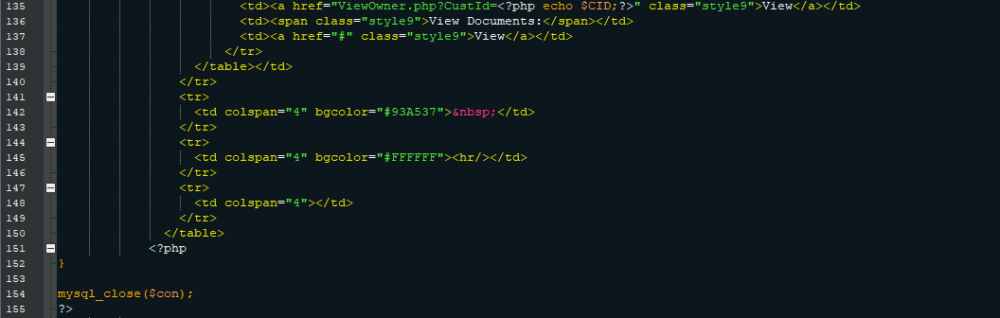 135 <td><a href="ViewOwner.php?CustId=<?php echo $CID;?>" class="style9">View</a></td>
136 <td><span class="style9">View Documents:</span></td>
137 <td><a href="#" class="style9">View</a></td>
138 </tr>
139 </table></td>
140 </tr>
141 <tr>
142 <td colspan="4" bgcolor="#93A537">&nbsp;</td>
143 </tr>
144 <tr>
145 <td colspan="4" bgcolor="#FFFFFF"><hr/></td>
146 </tr>
147 <tr>
148 <td colspan="4"></td>
149 </tr>
150 </table>
151 <?php
152 }
153
154 mysql_close($con);
155 ?>